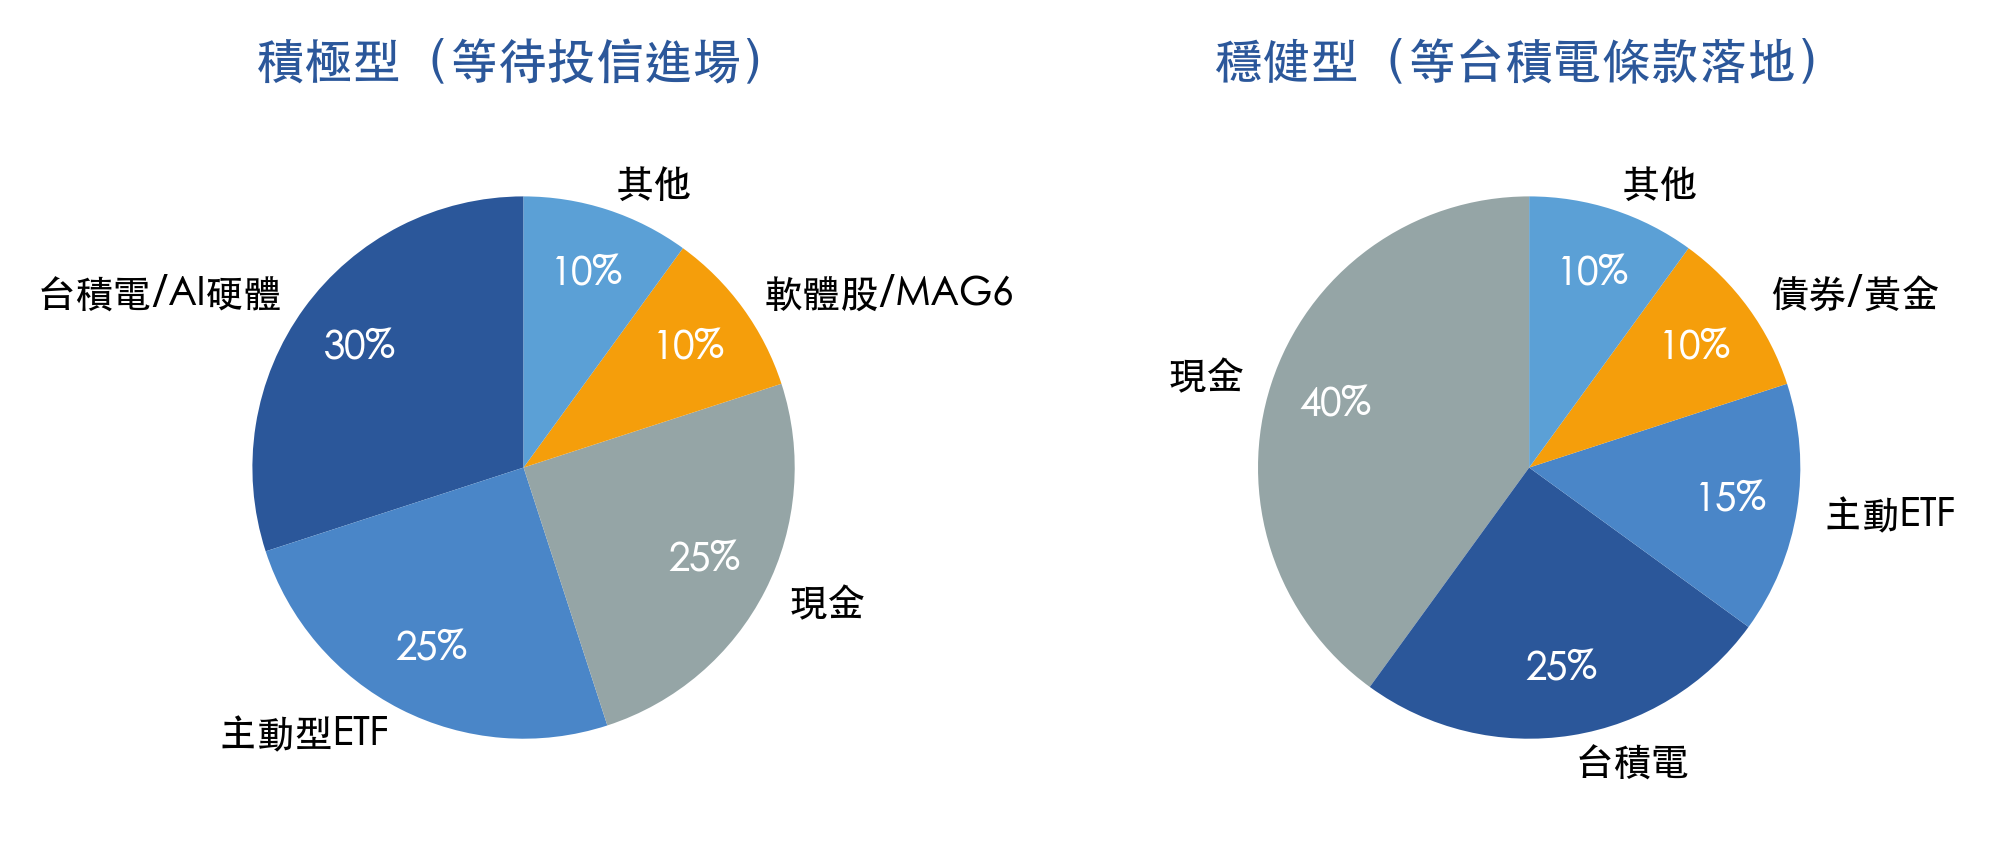 積極型（等待投信進場）
其他
10%
軟體股/MAG6
10%
台積電/AI硬體
30%
25%
現金
25%
主動型ETF
穩健型（等台積電條款落地）
其他
10%
債券/黃金
10%
現金
40%
15%
主動ETF
25%
台積電